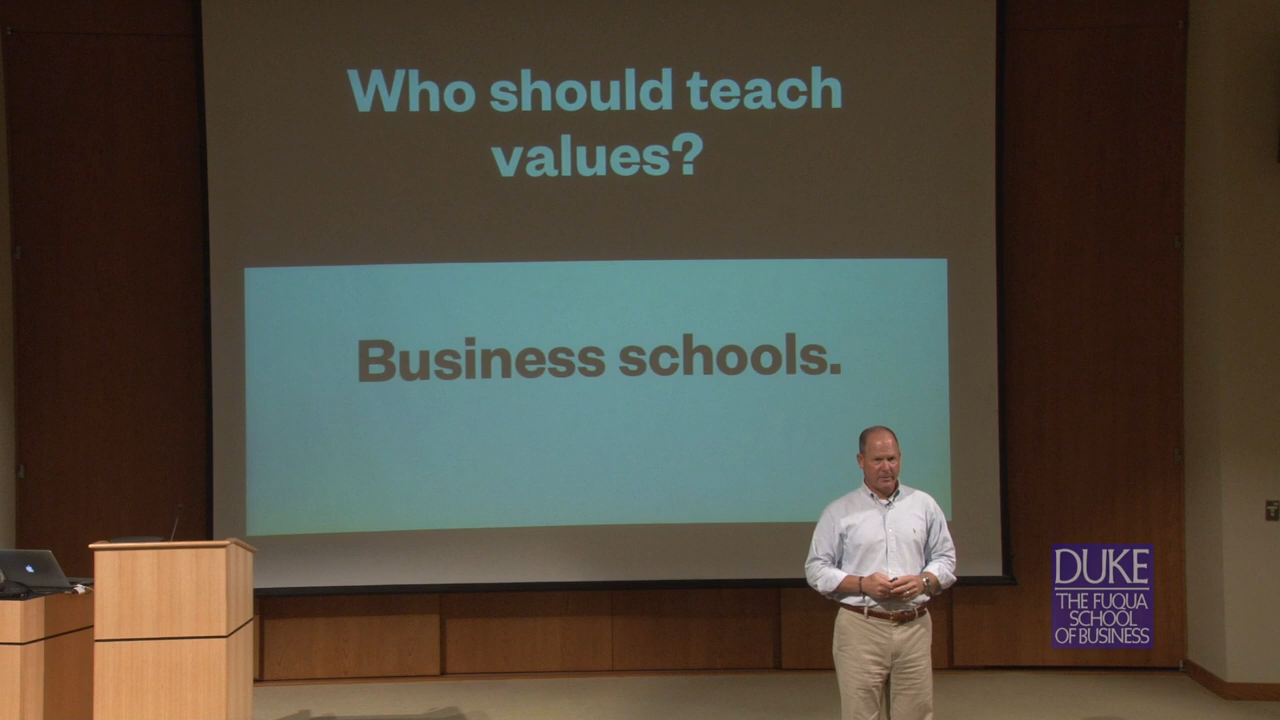 Who should teach
values?
Business schools.
DUKE
THE FUQUA
SCHOOL
OF BUSINESS